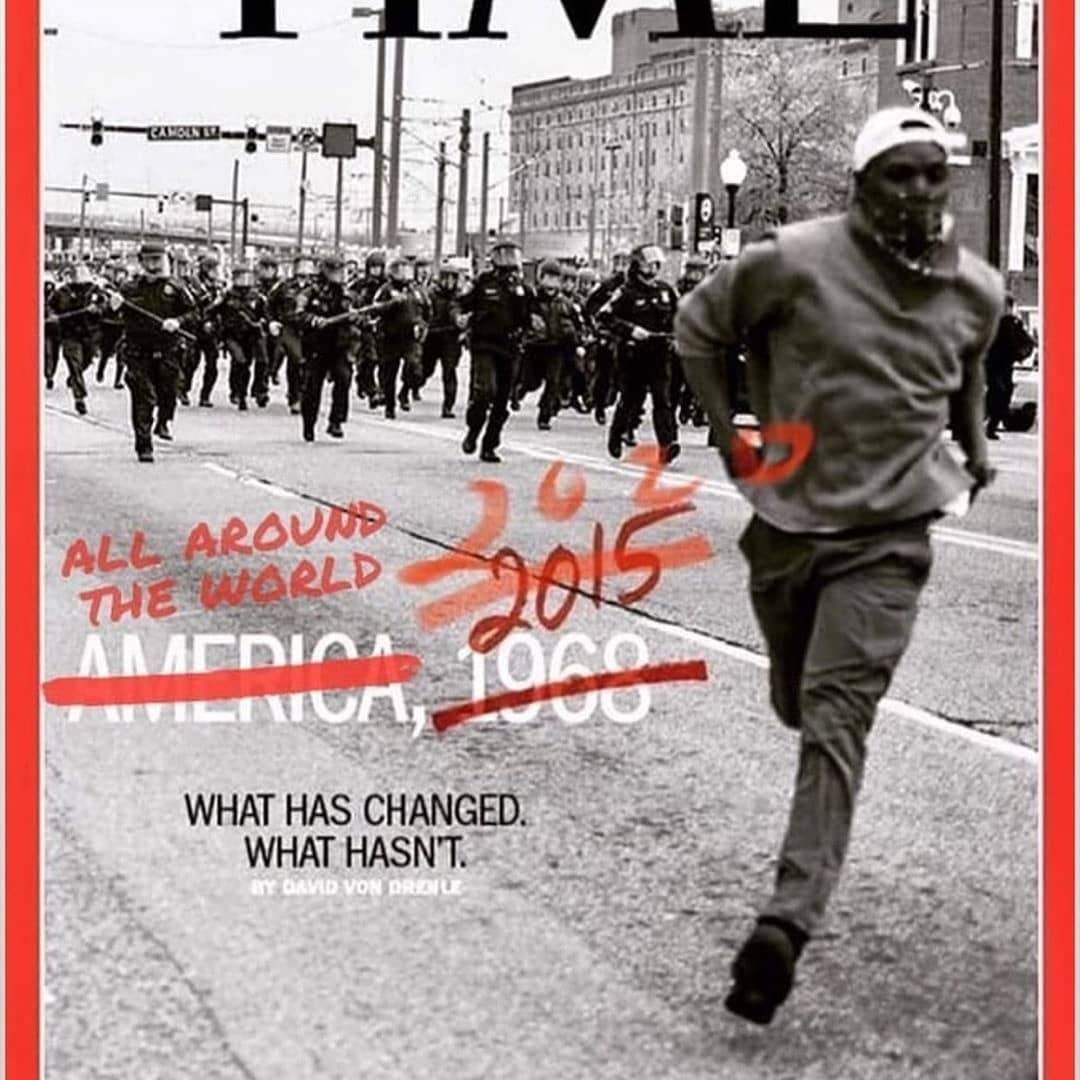 TIME
CAMDEN ST
2020
ALL AROUND
THE WORLD
2015
AMERICA, 1968
WHAT HAS CHANGED.
WHAT HASN'T.
BY DAVID VON DREHLE